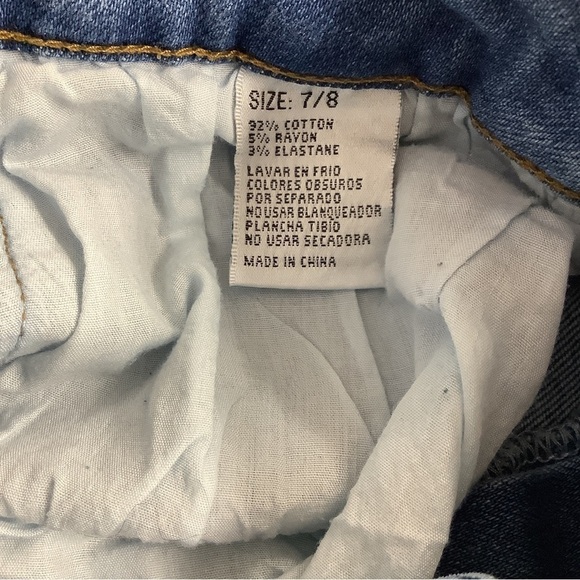 SIZE: 7/8
92% COTTON
5% RAYON
3% ELASTANE
LAVAR EN FRIO
COLORES OBSUROS
POR SEPARADO
NO USAR BLANQUEADOR
PLANCHA TIBIO
NO USAR SECADORA
MADE IN CHINA